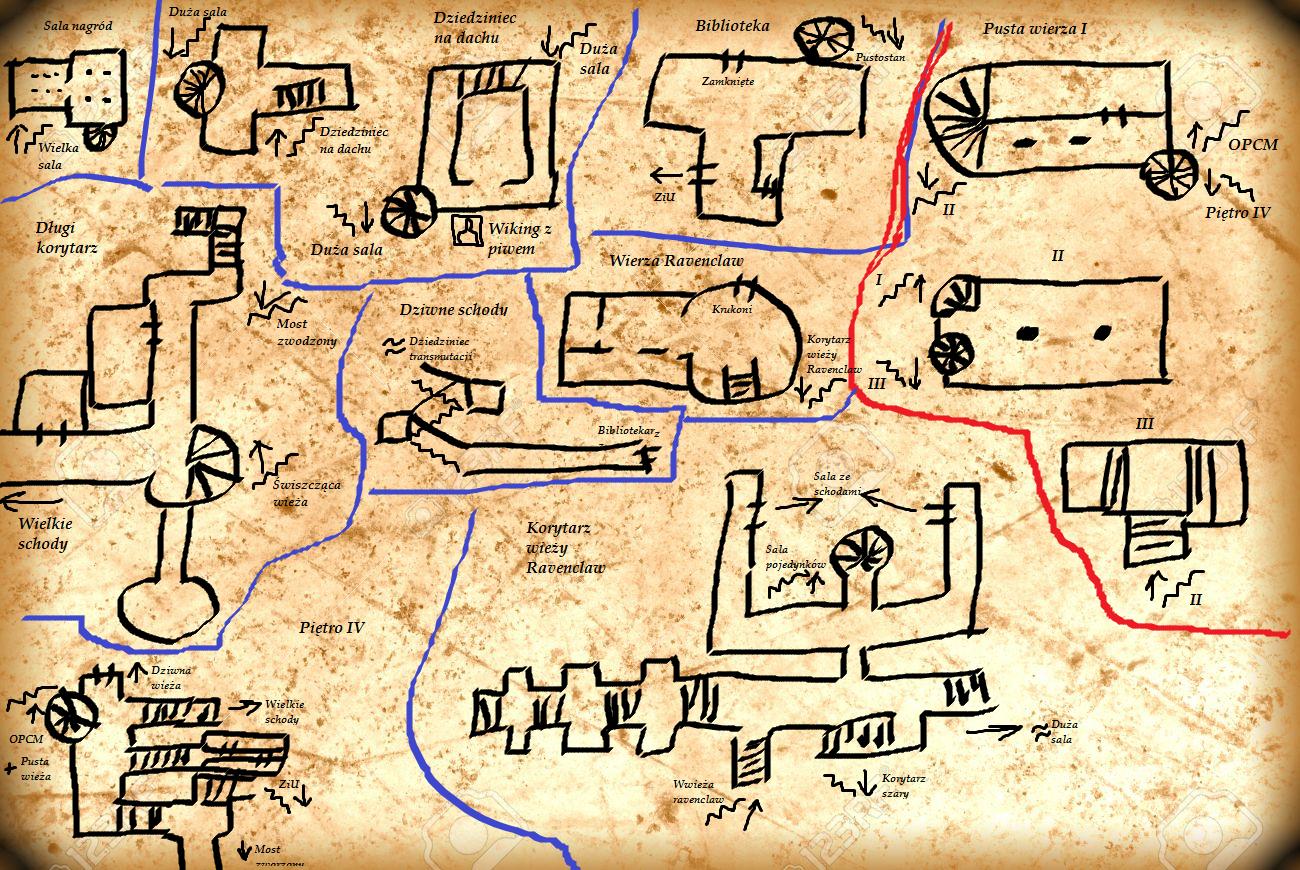 Sala nagród
Wielka
sala
Duża sala
Dziedziniec
na dachu
Dziedziniec
na dachu
Duża
sala
Duża sala
Wiking z
piwem
Biblioteka
Zamknięte
Pustostan
ZiU
Pusta wierza I
OPCM
II
Piętro IV
Długi
korytarz
Most
zwodzony
Świszcząca
wieża
Wielkie
schody
Dziwne schody
Dziedziniec
transmutacji
Bibliotekarz
Wierza Ravenclaw
Krukoni
Korytarz
wieży
Ravenclaw
II
I
III
III
II
Korytarz
wieży
Ravenclaw
Sala ze
schodami
Sala
pojedynków
Wwieża
ravenclaw
Korytarz
szary
Duża
sala
Piętro IV
Dziwna
wieża
Wielkie
schody
OPCM
+ Pusta
wieża
ZiU
Most